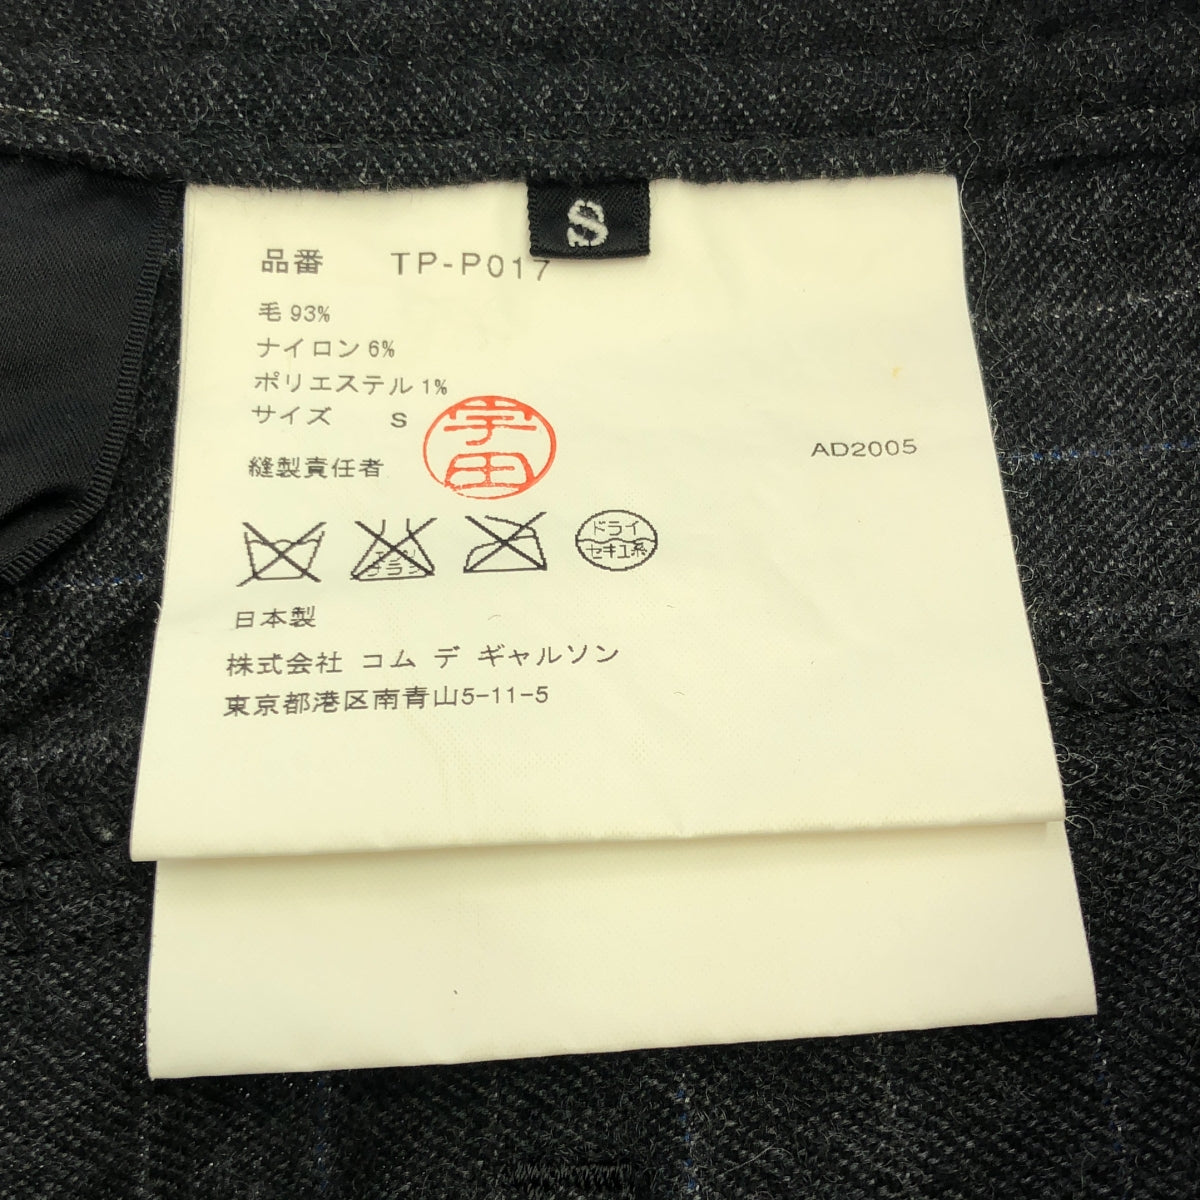 S
品番 TP-P017
毛 93%
ナイロン 6%
ポリエステル 1%
サイズ S
縫製責任者
AD2005
ドライ
セキユ系
日本製
株式会社 コム デ ギャルソン
東京都港区南青山5-11-5